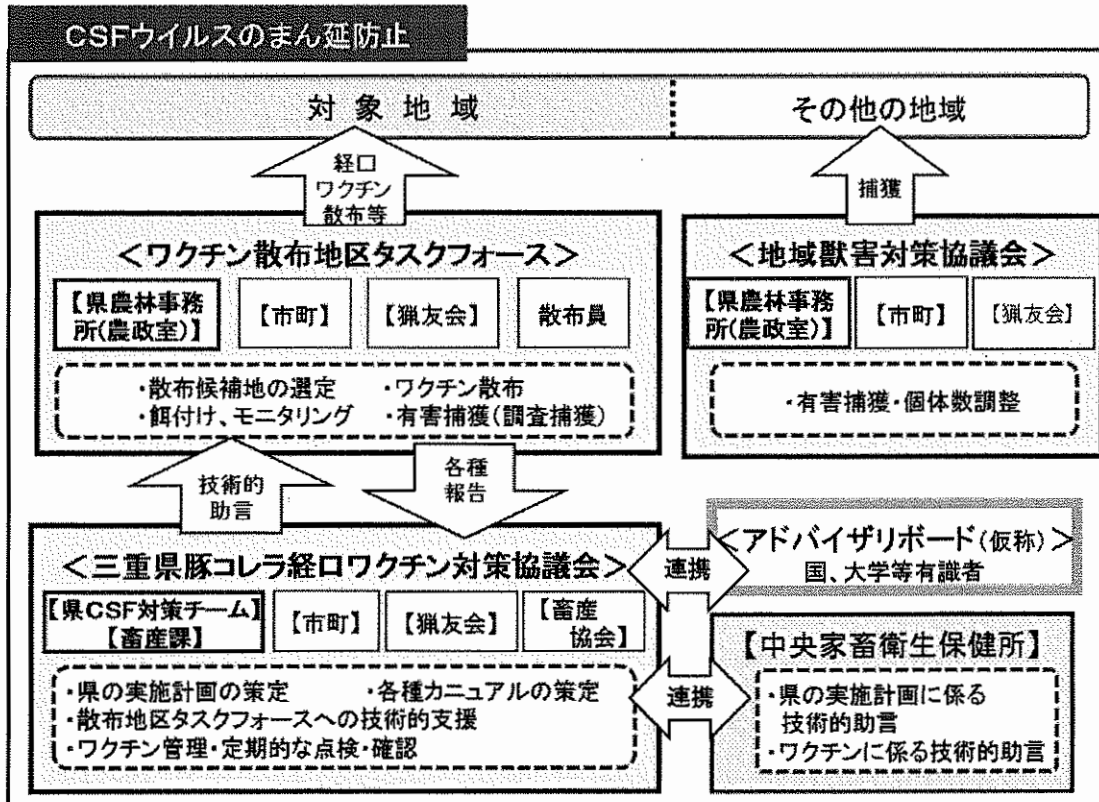 CSFウイルスのまん延防止
対象地域
その他の地域
経口
ワクチン
散布等
捕獲
＜ワクチン散布地区タスクフォース＞
【県農林事務
所(農政室)】
【市町】
【猟友会】
散布員
・散布候補地の選定 ・ワクチン散布
・餌付け、モニタリング ・有害捕獲(調査捕獲)
＜地域獣害対策協議会＞
【県農林事務
所(農政室)】
【市町】
【猟友会】
・有害捕獲・個体数調整
技術的
助言
各種
報告
＜三重県豚コレラ経口ワクチン対策協議会＞
【県CSF対策チーム】
【畜産課】
【市町】
【猟友会】
【畜産
協会】
・県の実施計画の策定 ・各種カニュアルの策定
・散布地区タスクフォースへの技術的支援
・ワクチン管理・定期的な点検・確認
連携
＜アドバイザリボード(仮称)＞
国、大学等有識者
連携
【中央家畜衛生保健所】
・県の実施計画に係る
技術的助言
・ワクチンに係る技術的助言